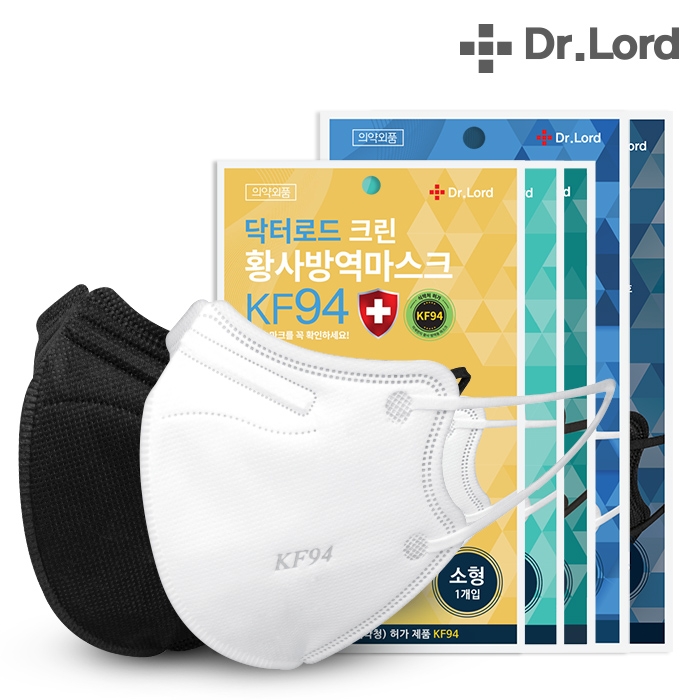 Dr.Lord
의약외품
Dr.Lord
ord
의약외품
Dr.Lord
닥터로드 크린
황사방역마스크
KF94
KF94
마크를 꼭 확인하세요!
KF94
소형
1개입
허가 제품 KF94